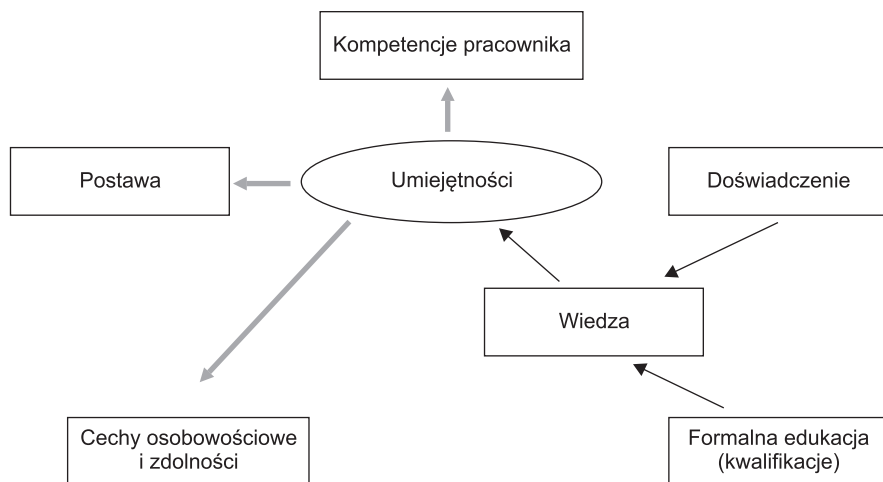 Kompetencje pracownika
Postawa
Umiejętności
Doświadczenie
Wiedza
Cechy osobowościowe
i zdolności
Formalna edukacja
(kwalifikacje)